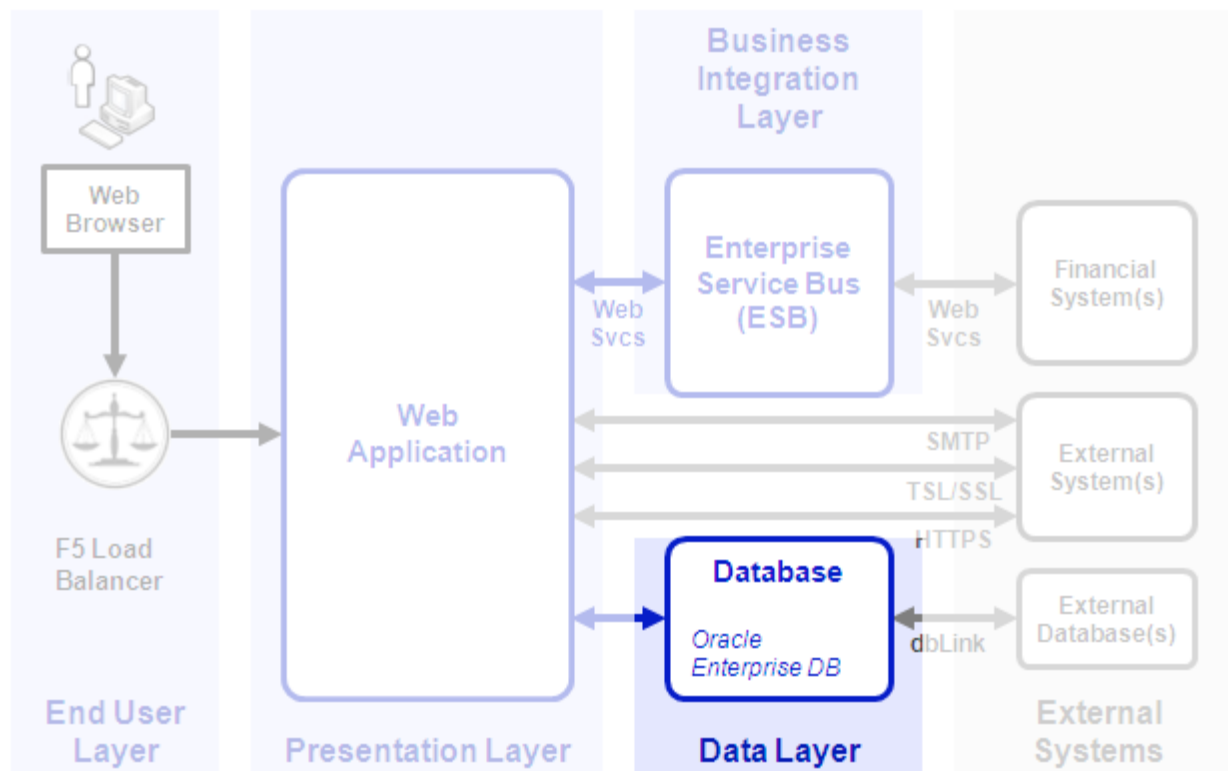 Business
Integration
Layer
Web
Browser
Enterprise
Service Bus
(ESB)
Financial
System(s)
Web
Svcs
Web
Svcs
Web
Application
SMTP
External
System(s)
TSL/SSL
HTTPS
F5 Load
Balancer
Database
Oracle
Enterprise DB
dbLink
External
Database(s)
End User
Layer
Presentation Layer
Data Layer
External
Systems